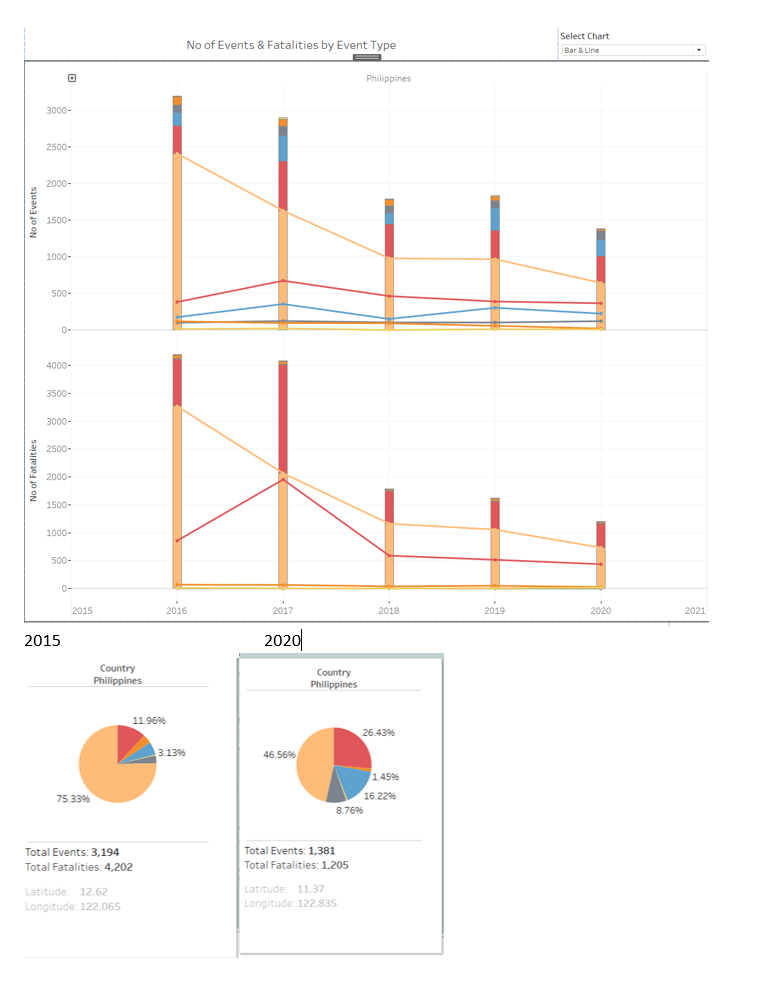 No of Events & Fatalities by Event Type
Select Chart
Bar & Line
Philippines
No of Events
3000
2500
2000
1500
1000
500
0
No of Fatalities
4000
3500
3000
2500
2000
1500
1000
500
0
2015 2016 2017 2018 2019 2020 2021
2015 2020
Country
Philippines
11.96%
3.13%
75.33%
Total Events: 3,194
Total Fatalities: 4,202
Latitude: 12.62
Longitude: 122.065
Country
Philippines
26.43%
46.56%
1.45%
16.22%
8.76%
Total Events: 1,381
Total Fatalities: 1,205
Latitude: 11.37
Longitude: 122.835